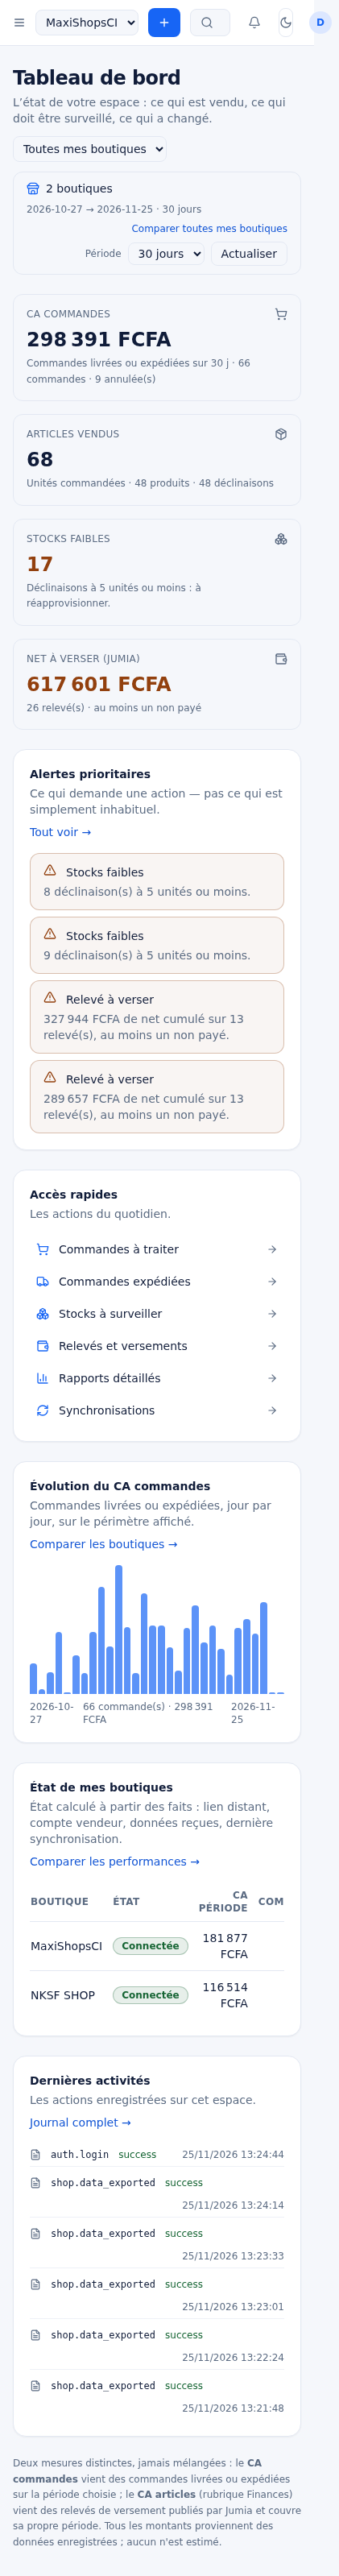 MaxiShopsCI
D
Tableau de bord
L’état de votre espace : ce qui est vendu, ce qui
doit être surveillé, ce qui a changé.
Toutes mes boutiques
2 boutiques
2026-10-27 → 2026-11-25 · 30 jours
Comparer toutes mes boutiques
Période 30 jours Actualiser
CA COMMANDES
298 391 FCFA
Commandes livrées ou expédiées sur 30 j · 66
commandes · 9 annulée(s)
ARTICLES VENDUS
68
Unités commandées · 48 produits · 48 déclinaisons
STOCKS FAIBLES
17
Déclinaisons à 5 unités ou moins : à
réapprovisionner.
NET À VERSER (JUMIA)
617 601 FCFA
26 relevé(s) · au moins un non payé
Alertes prioritaires
Ce qui demande une action — pas ce qui est
simplement inhabituel.
Tout voir →
Stocks faibles
8 déclinaison(s) à 5 unités ou moins.
Stocks faibles
9 déclinaison(s) à 5 unités ou moins.
Relevé à verser
327 944 FCFA de net cumulé sur 13
relevé(s), au moins un non payé.
Relevé à verser
289 657 FCFA de net cumulé sur 13
relevé(s), au moins un non payé.
Accès rapides
Les actions du quotidien.
Commandes à traiter
Commandes expédiées
Stocks à surveiller
Relevés et versements
Rapports détaillés
Synchronisations
Évolution du CA commandes
Commandes livrées ou expédiées, jour par
jour, sur le périmètre affiché.
Comparer les boutiques →
2026-10-27
66 commande(s) · 298 391 FCFA
2026-11-25
État de mes boutiques
État calculé à partir des faits : lien distant,
compte vendeur, données reçues, dernière
synchronisation.
Comparer les performances →
BOUTIQUE ÉTAT CA PÉRIODE COM
MaxiShopsCI Connectée 181 877 FCFA
NKSF SHOP Connectée 116 514 FCFA
Dernières activités
Les actions enregistrées sur cet espace.
Journal complet →
auth.login success 25/11/2026 13:24:44
shop.data_exported success
25/11/2026 13:24:14
shop.data_exported success
25/11/2026 13:23:33
shop.data_exported success
25/11/2026 13:23:01
shop.data_exported success
25/11/2026 13:22:24
shop.data_exported success
25/11/2026 13:21:48
Deux mesures distinctes, jamais mélangées : le CA
commandes vient des commandes livrées ou expédiées
sur la période choisie ; le CA articles (rubrique Finances)
vient des relevés de versement publiés par Jumia et couvre
sa propre période. Tous les montants proviennent des
données enregistrées ; aucun n'est estimé.